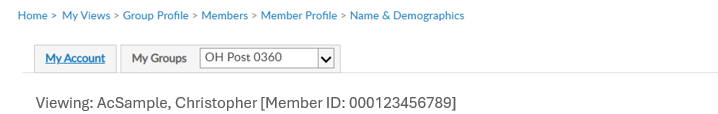 Home > My Views > Group Profile > Members > Member Profile > Name & Demographics
My Account My Groups OH Post 0360
Viewing: AcSample, Christopher [Member ID: 000123456789]